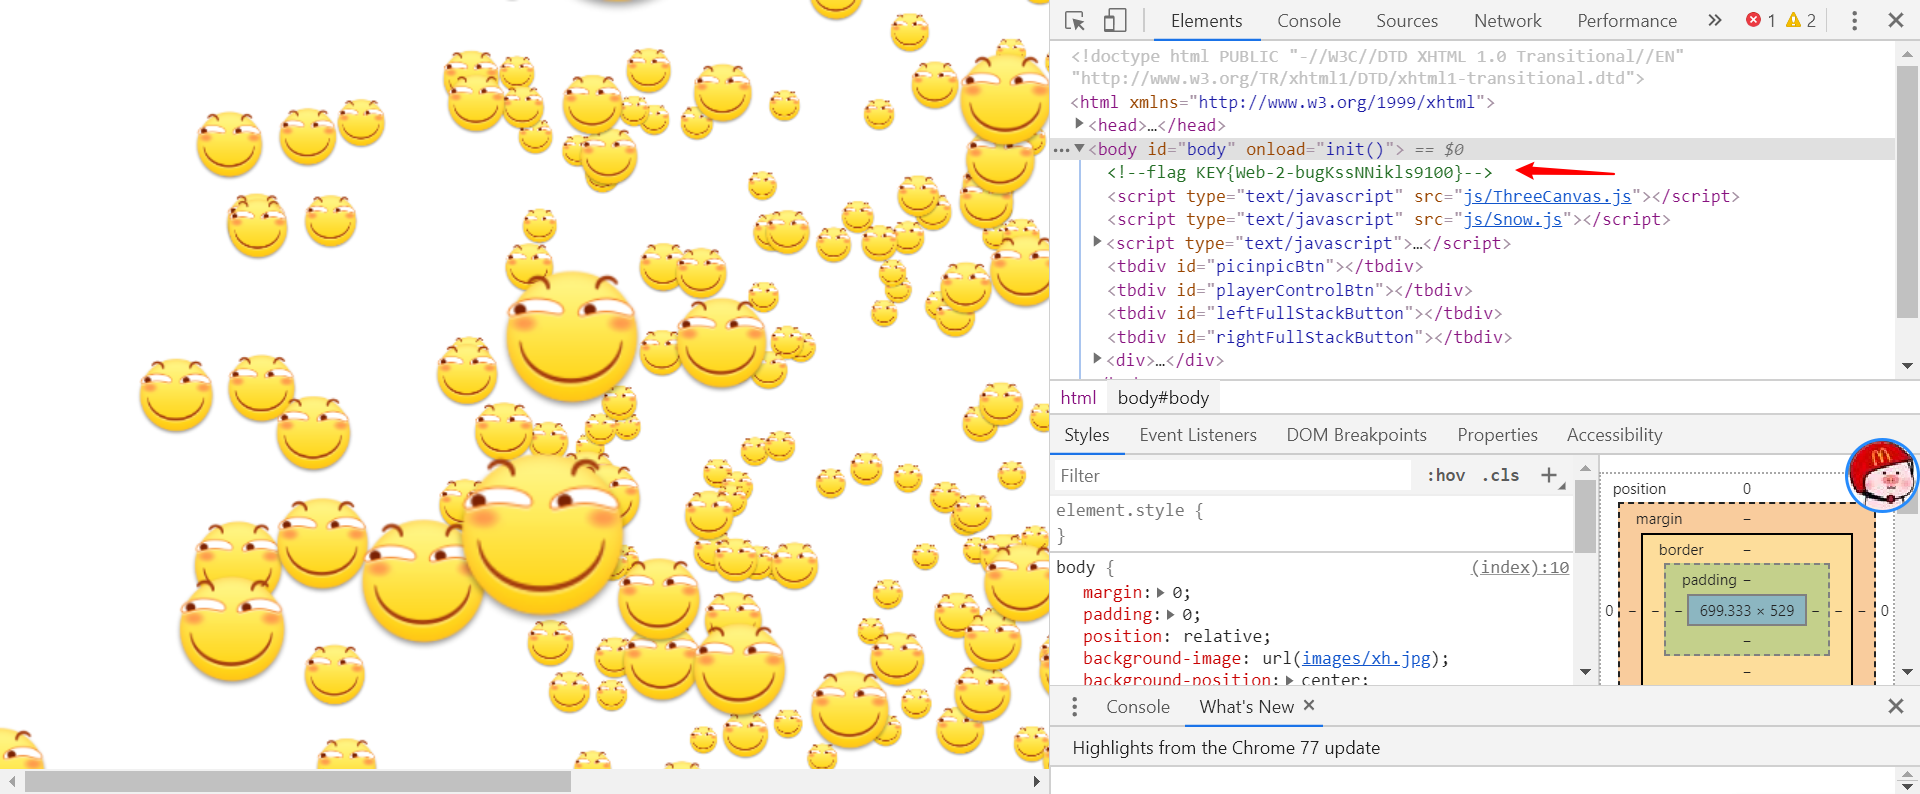 Elements Console Sources Network Performance » 1 2
<!doctype html PUBLIC "-//W3C//DTD XHTML 1.0 Transitional//EN"
"http://www.w3.org/TR/xhtml1/DTD/xhtml1-transitional.dtd">
<html xmlns="http://www.w3.org/1999/xhtml">
<head>…</head>
<body id="body" onload="init()"> == $0
<!--flag KEY{Web-2-bugKssNNikls9100}-->
<script type="text/javascript" src="js/ThreeCanvas.js"></script>
<script type="text/javascript" src="js/Snow.js"></script>
<script type="text/javascript">…</script>
<tbdiv id="picinpicBtn"></tbdiv>
<tbdiv id="playerControlBtn"></tbdiv>
<tbdiv id="leftFullStackButton"></tbdiv>
<tbdiv id="rightFullStackButton"></tbdiv>
<div>…</div>
html body#body
Styles Event Listeners DOM Breakpoints Properties Accessibility
Filter :hov .cls +
element.style {
}
body { (index):10
margin: 0;
padding: 0;
position: relative;
background-image: url(images/xh.jpg);
background-position: center;
position 0
margin –
border –
padding –
0 – – – 699.333 × 529 – – – 0
–
Console What's New
Highlights from the Chrome 77 update